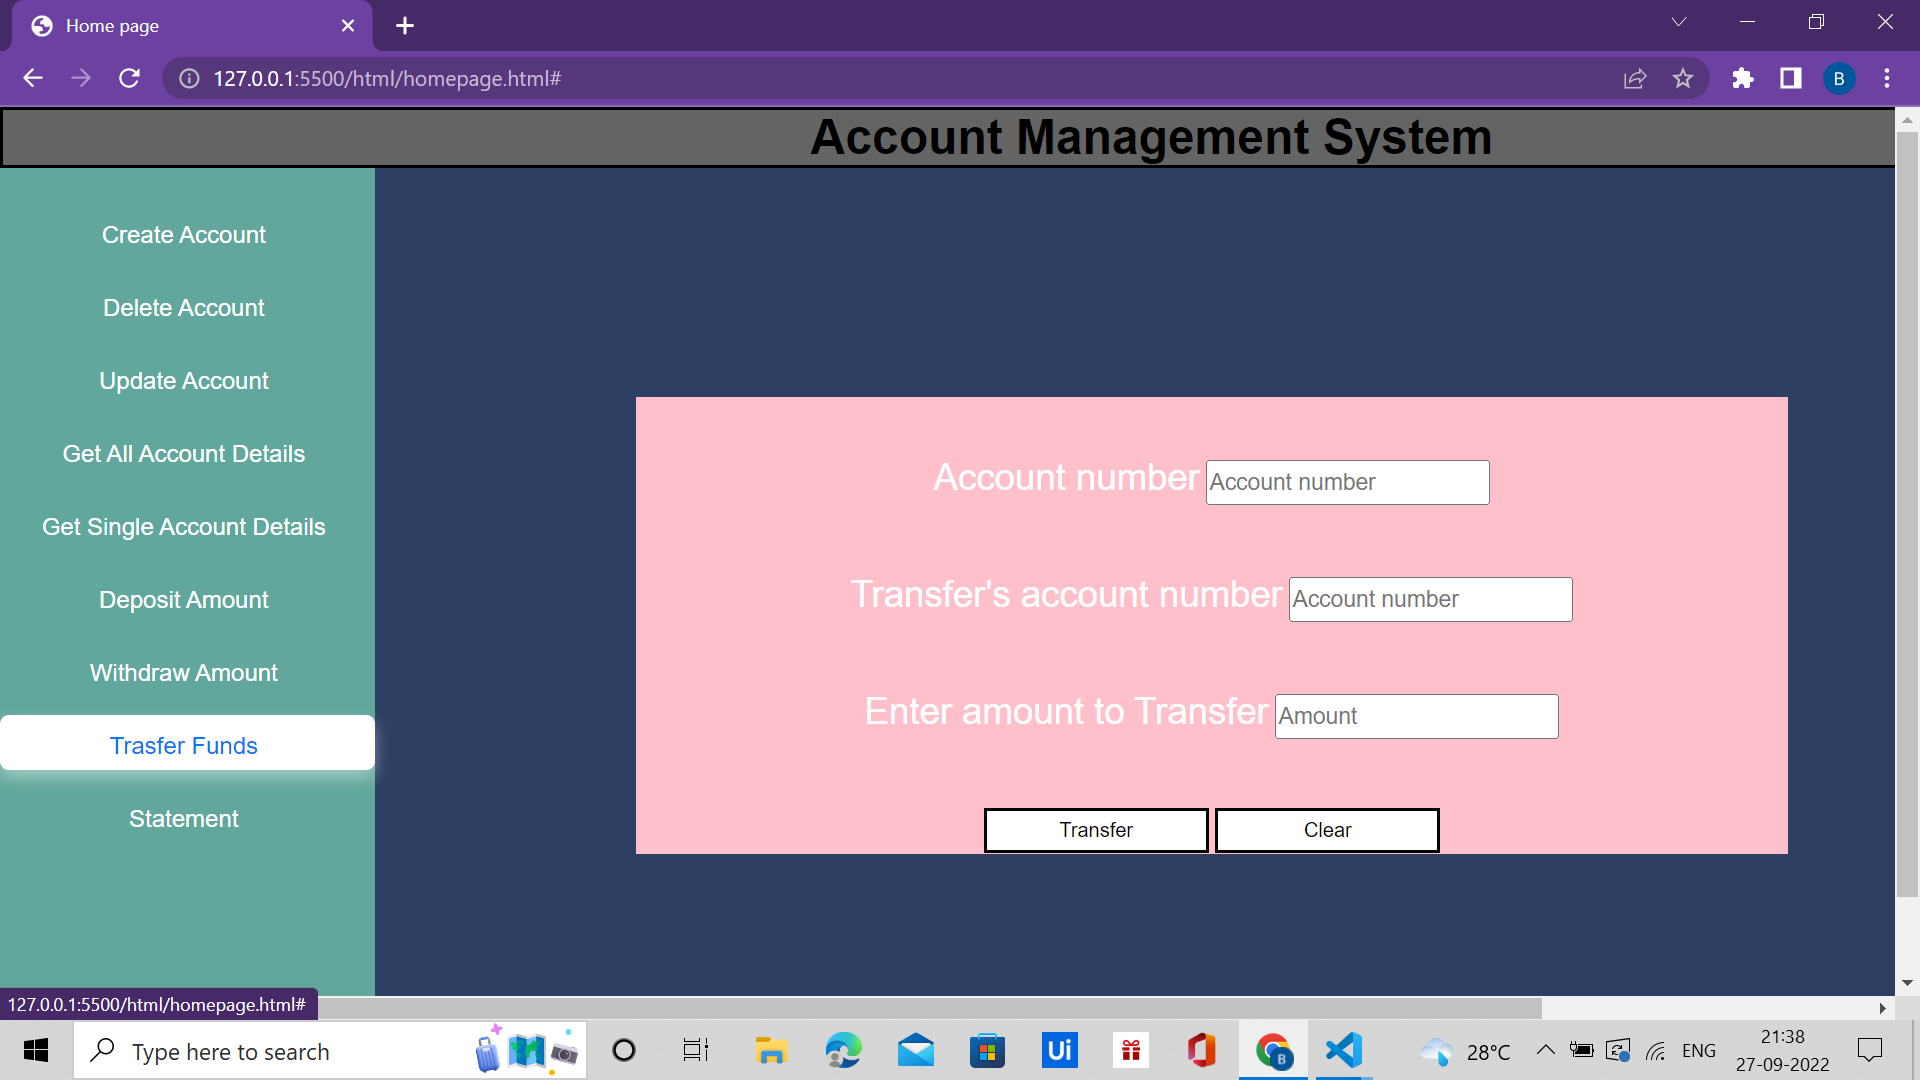 Home page
127.0.0.1:5500/html/homepage.html#
B
Account Management System
Create Account
Delete Account
Update Account
Get All Account Details
Get Single Account Details
Deposit Amount
Withdraw Amount
Trasfer Funds
Statement
Account number Account number
Transfer's account number Account number
Enter amount to Transfer Amount
Transfer Clear
127.0.0.1:5500/html/homepage.html#
Type here to search
Ui
B
28°C
ENG
21:38
27-09-2022